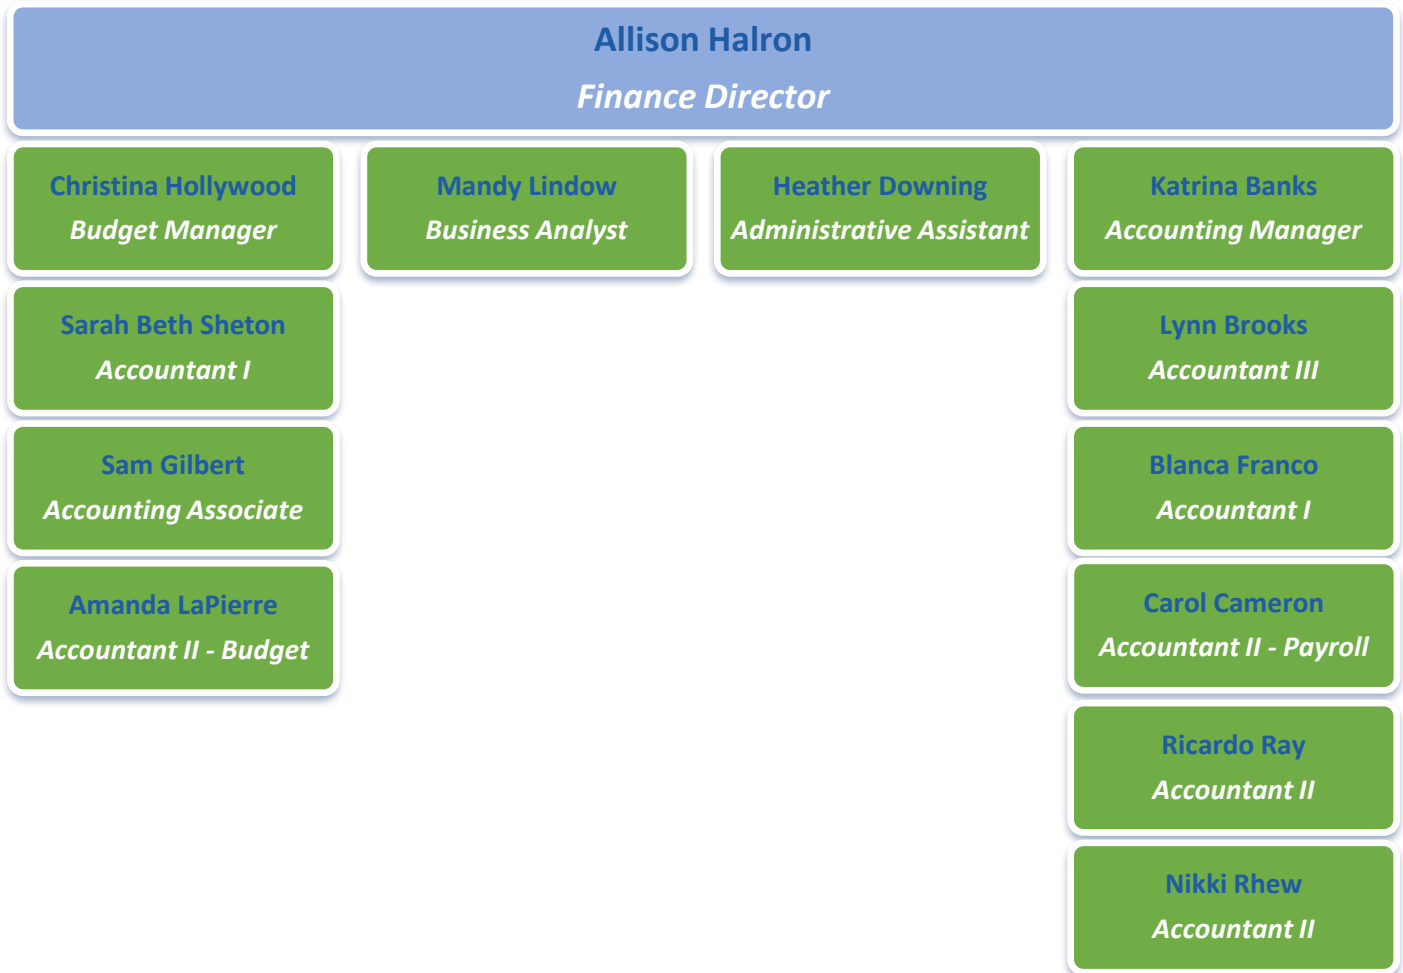 Allison Halron
Finance Director
Christina Hollywood
Budget Manager
Mandy Lindow
Business Analyst
Heather Downing
Administrative Assistant
Katrina Banks
Accounting Manager
Sarah Beth Sheton
Accountant I
Lynn Brooks
Accountant III
Sam Gilbert
Accounting Associate
Blanca Franco
Accountant I
Amanda LaPierre
Accountant II - Budget
Carol Cameron
Accountant II - Payroll
Ricardo Ray
Accountant II
Nikki Rhew
Accountant II